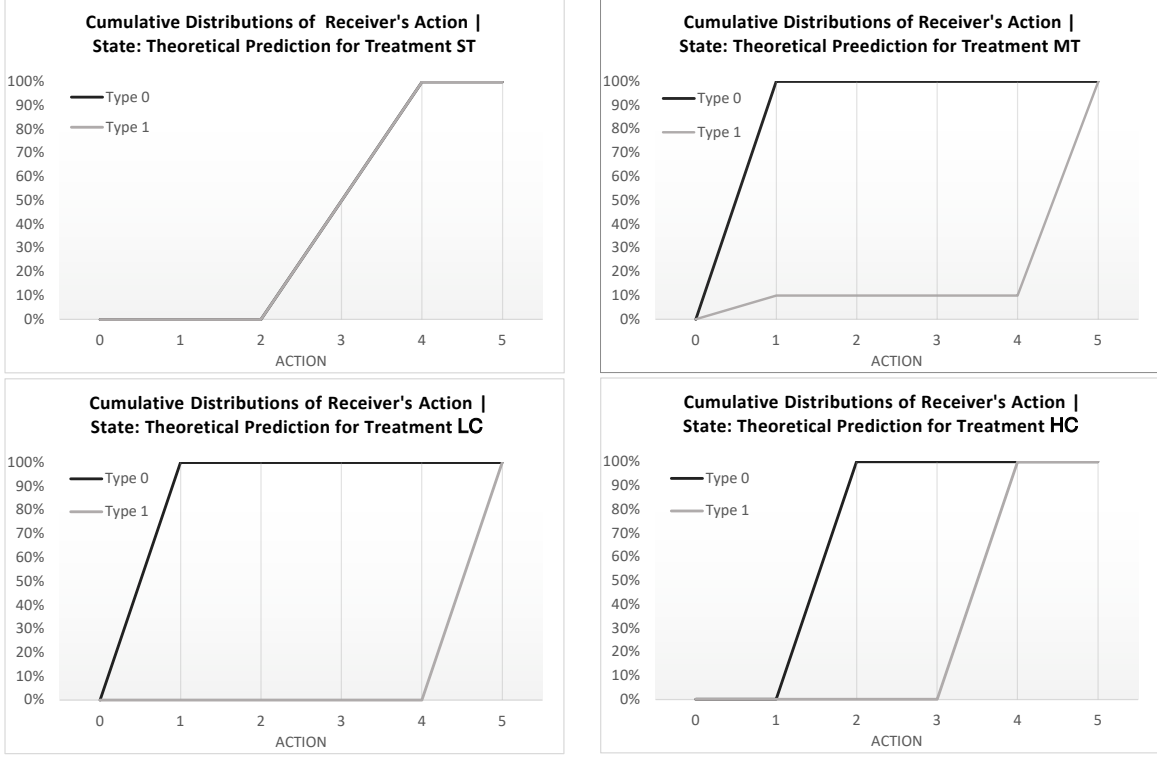 Cumulative Distributions of Receiver's Action |
State: Theoretical Prediction for Treatment ST
100%
90%
80%
70%
60%
50%
40%
30%
20%
10%
0%
Type 0
Type 1
0 1 2 3 4 5
ACTION
Cumulative Distributions of Receiver's Action |
State: Theoretical Preediction for Treatment MT
100%
90%
80%
70%
60%
50%
40%
30%
20%
10%
0%
Type 0
Type 1
0 1 2 3 4 5
ACTION
Cumulative Distributions of Receiver's Action |
State: Theoretical Prediction for Treatment LC
100%
90%
80%
70%
60%
50%
40%
30%
20%
10%
0%
Type 0
Type 1
0 1 2 3 4 5
ACTION
Cumulative Distributions of Receiver's Action |
State: Theoretical Prediction for Treatment HC
100%
90%
80%
70%
60%
50%
40%
30%
20%
10%
0%
Type 0
Type 1
0 1 2 3 4 5
ACTION